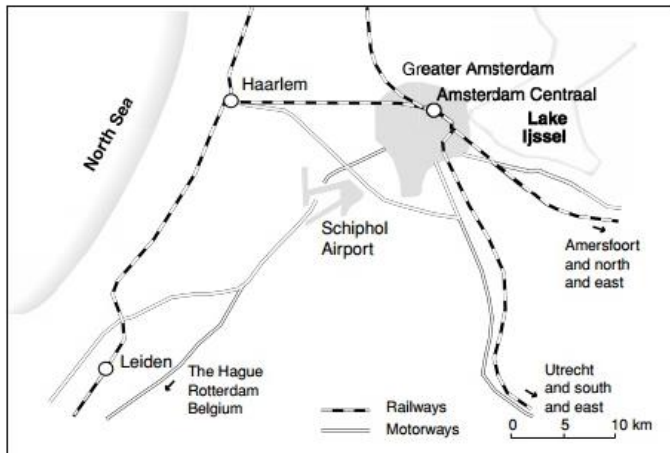 Greater Amsterdam
Haarlem
Amsterdam Centraal
Lake
Ijssel
North Sea
Schiphol
Airport
Amersfoort
and north
and east
Leiden
The Hague
Rotterdam
Belgium
Utrecht
and south
and east
Railways
Motorways
0 5 10 km